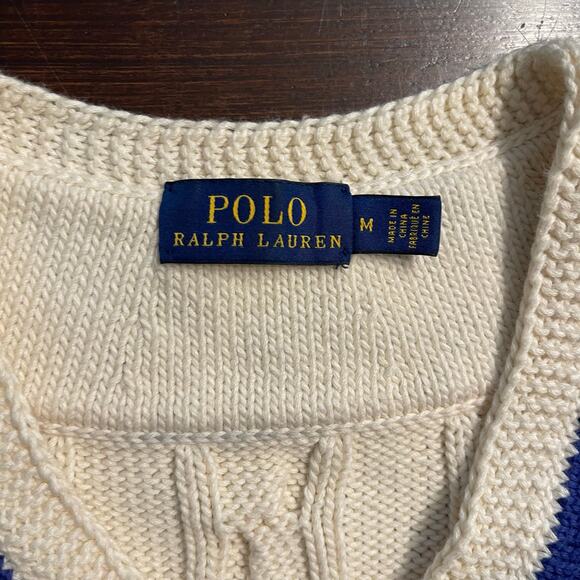 POLO
RALPH LAUREN
M
MADE IN
CHINA
FABRIQUÉ EN
CHINE